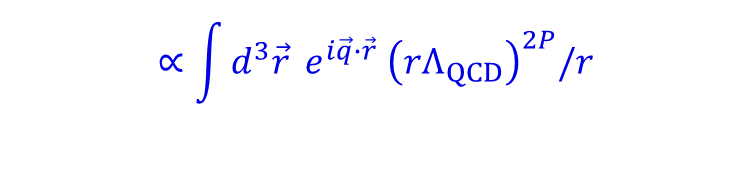 ∝ ∫ d³r⃗ e^{iq⃗·r⃗} (rΛ_QCD)^{2P} /r